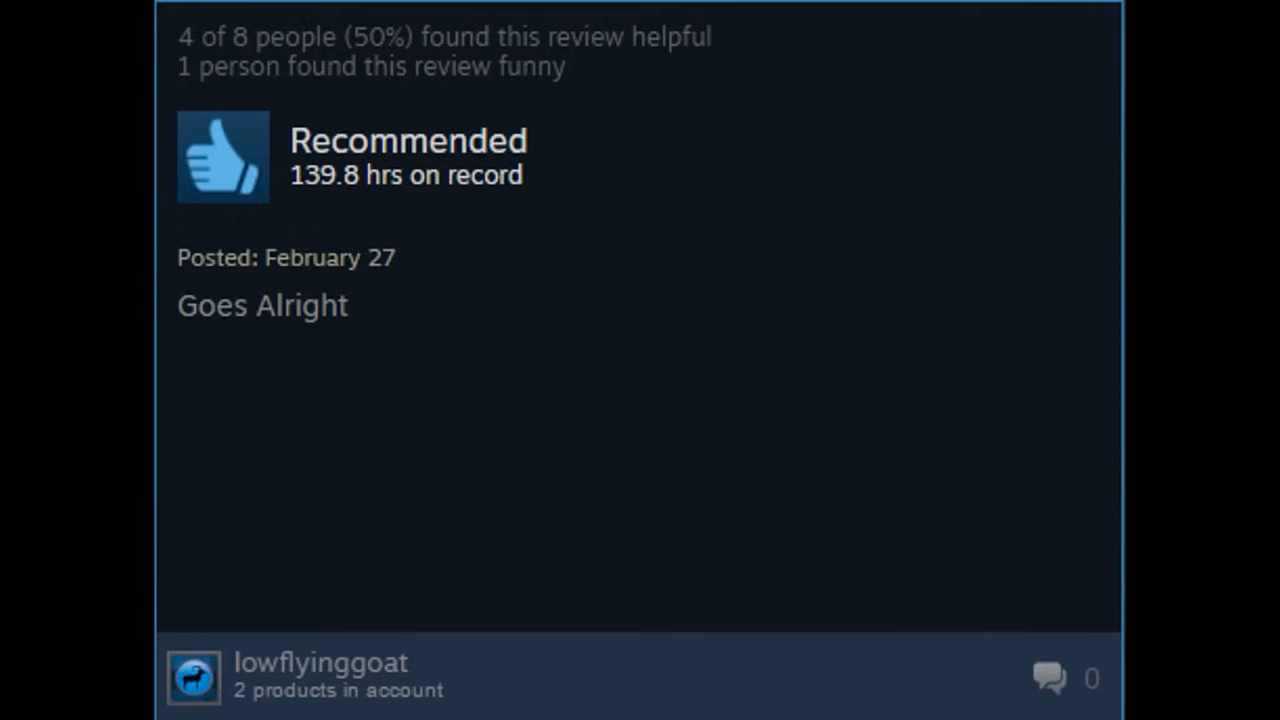 4 of 8 people (50%) found this review helpful
1 person found this review funny
Recommended
139.8 hrs on record
Posted: February 27
Goes Alright
lowflyinggoat
2 products in account
0